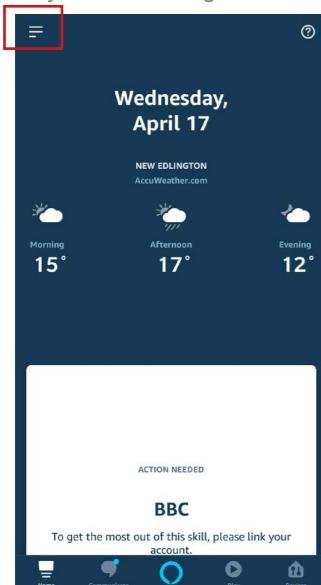 Wednesday,
April 17
NEW EDLINGTON
AccuWeather.com
Morning
15°
Afternoon
17°
Evening
12°
ACTION NEEDED
BBC
To get the most out of this skill, please link your
account.